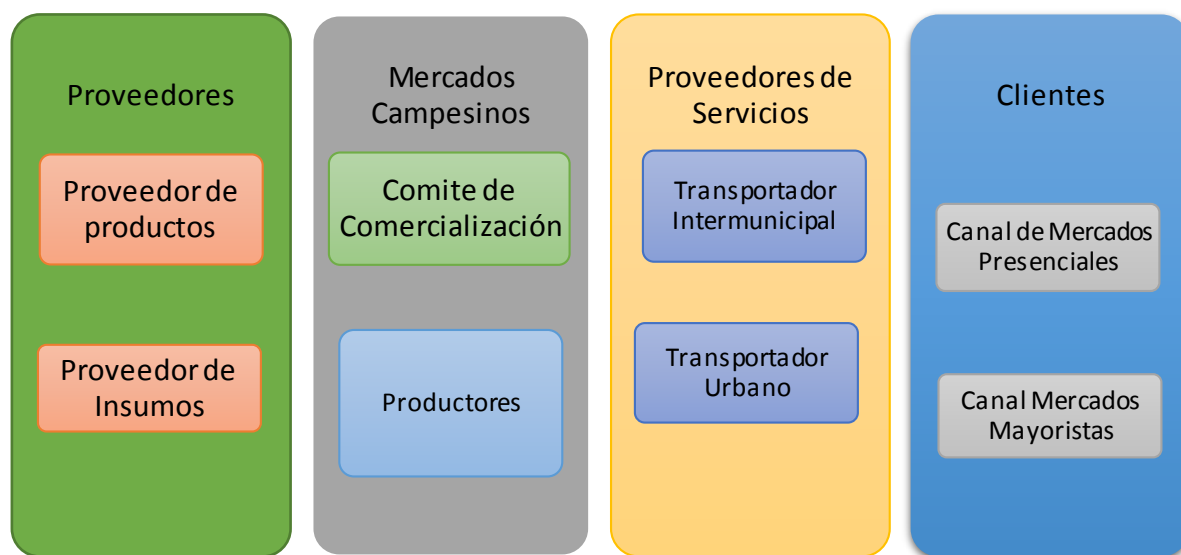 Proveedores
Proveedor de
productos
Proveedor de
Insumos
Mercados
Campesinos
Comite de
Comercialización
Productores
Proveedores de
Servicios
Transportador
Intermunicipal
Transportador
Urbano
Clientes
Canal de Mercados
Presenciales
Canal Mercados
Mayoristas